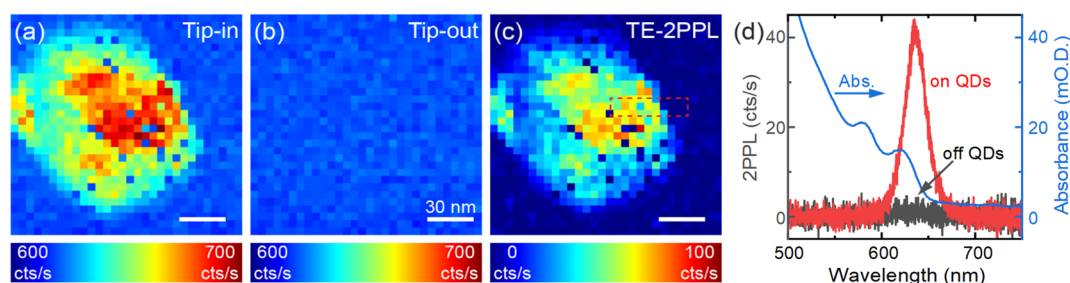 (a) Tip-in
(b) Tip-out
30 nm
(c) TE-2PPL
600 cts/s 700 cts/s
600 cts/s 700 cts/s
0 cts/s 100 cts/s
(d)
2PPL (cts/s)
40
20
0
Abs.
on QDs
off QDs
500 600 700
Wavelength (nm)
40
20
0
Absorbance (mO.D.)